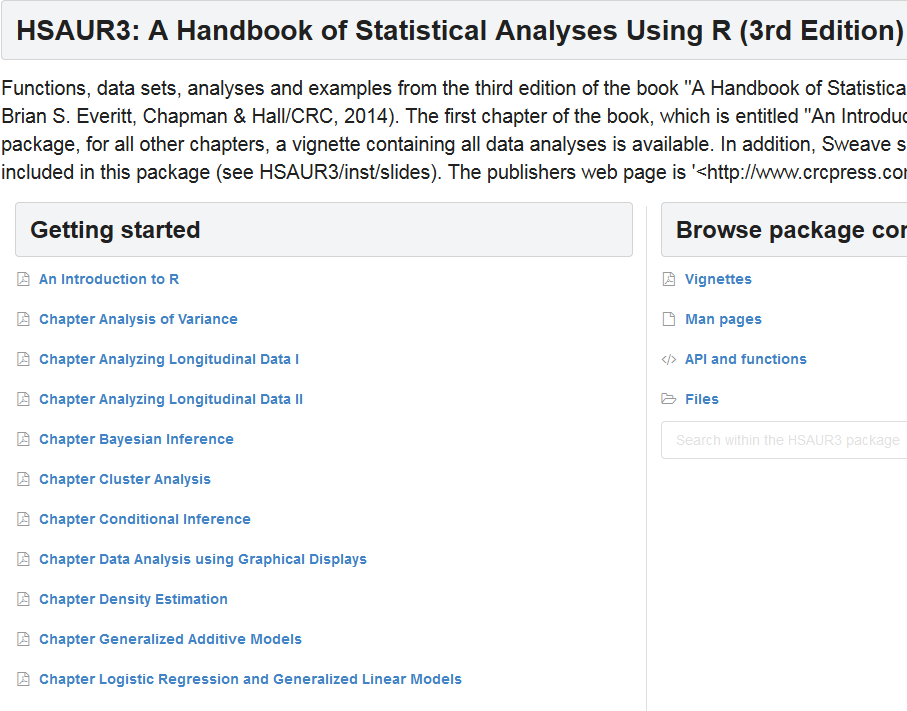 HSAUR3: A Handbook of Statistical Analyses Using R (3rd Edition)
Functions, data sets, analyses and examples from the third edition of the book "A Handbook of Statistica
Brian S. Everitt, Chapman & Hall/CRC, 2014). The first chapter of the book, which is entitled "An Introduc
package, for all other chapters, a vignette containing all data analyses is available. In addition, Sweave s
included in this package (see HSAUR3/inst/slides). The publishers web page is '<http://www.crcpress.cor
Getting started
An Introduction to R
Chapter Analysis of Variance
Chapter Analyzing Longitudinal Data I
Chapter Analyzing Longitudinal Data II
Chapter Bayesian Inference
Chapter Cluster Analysis
Chapter Conditional Inference
Chapter Data Analysis using Graphical Displays
Chapter Density Estimation
Chapter Generalized Additive Models
Chapter Logistic Regression and Generalized Linear Models
Browse package cor
Vignettes
Man pages
API and functions
Files
Search within the HSAUR3 package